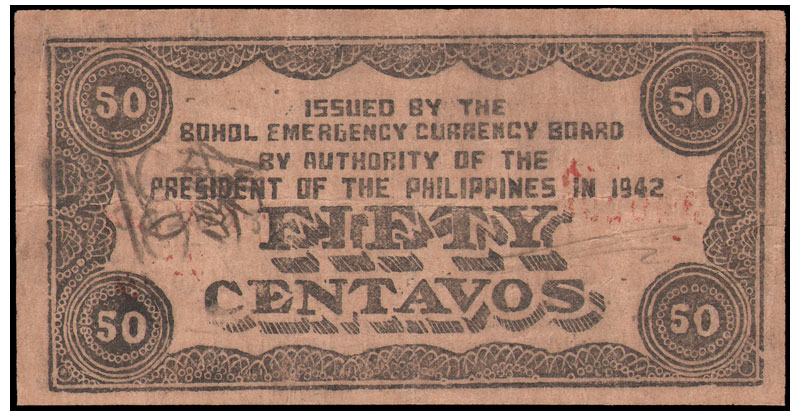 50 50
ISSUED BY THE
BOHOL EMERGENCY CURRENCY BOARD
BY AUTHORITY OF THE
PRESIDENT OF THE PHILIPPINES IN 1942
FIFTY
CENTAVOS
50 50